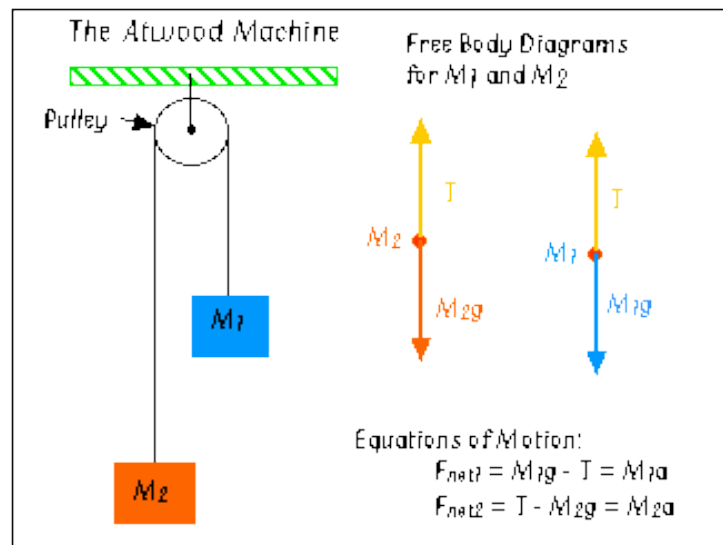 The Atwood Machine
Pulley
M1
M2
Free Body Diagrams
for M1 and M2
T
M2
M2g
T
M1
M1g
Equations of Motion:
Fnet1 = M1g - T = M1a
Fnet2 = T - M2g = M2a